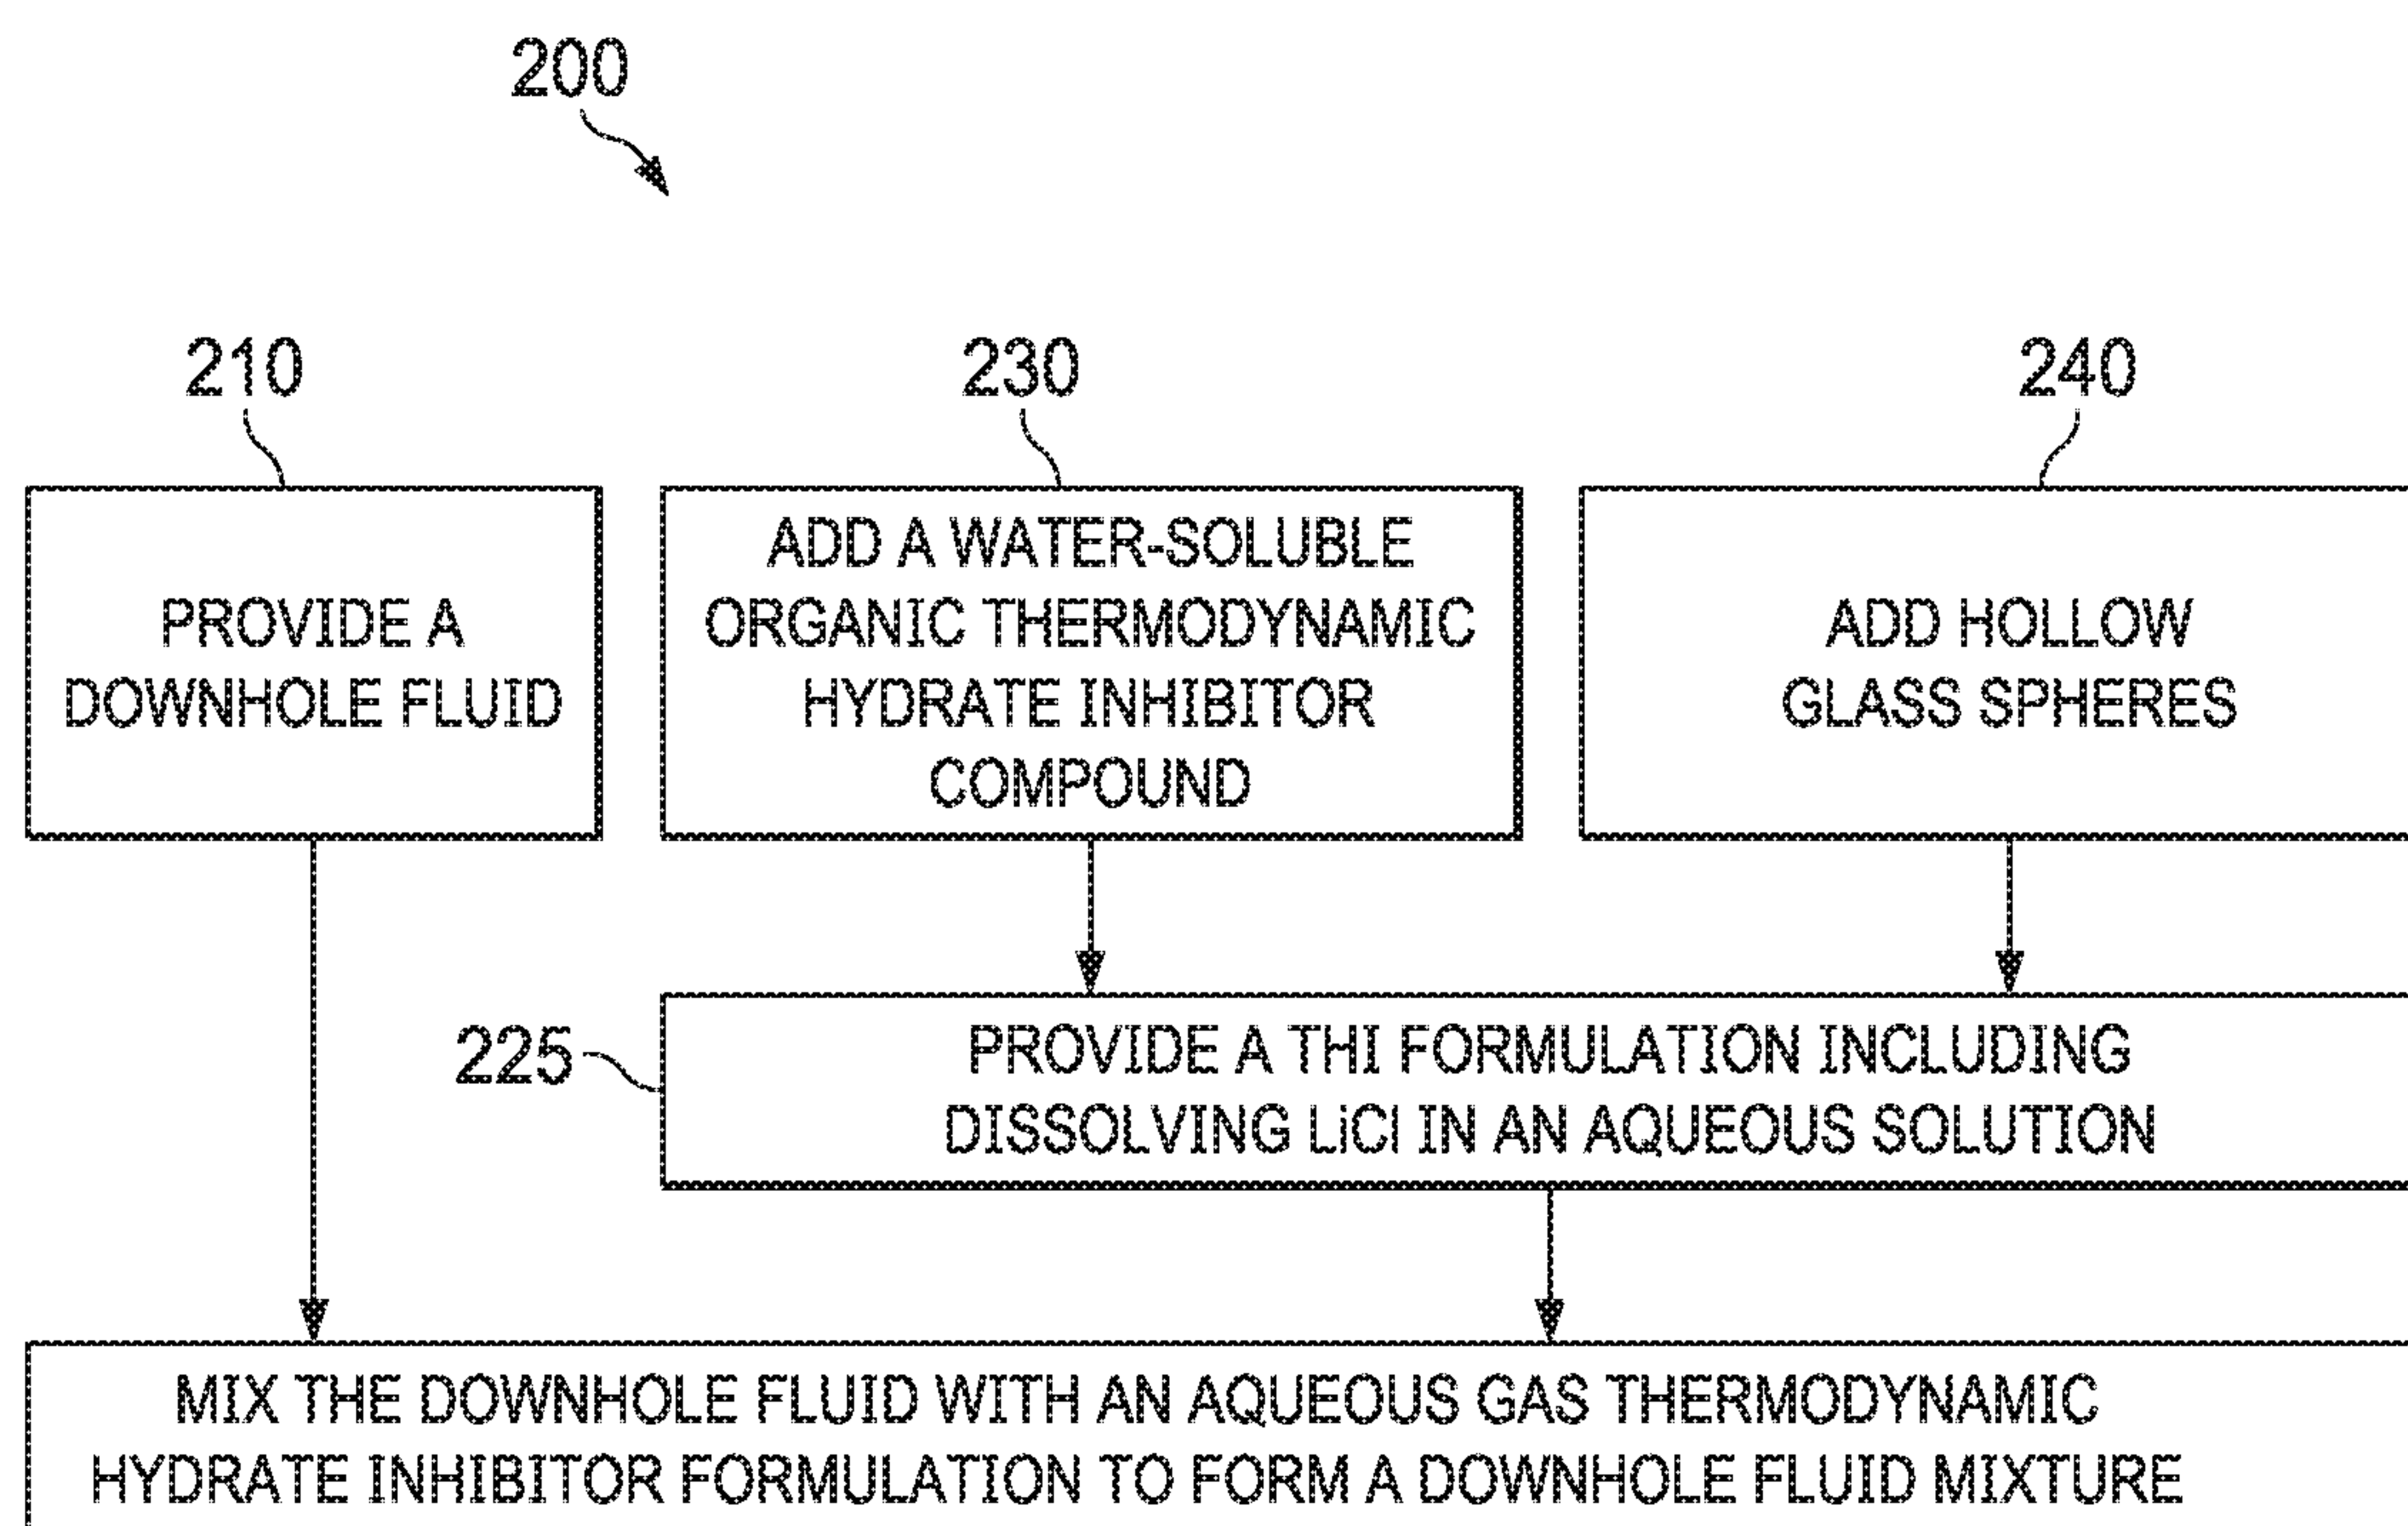 200
210
230
240
PROVIDE A
DOWNHOLE FLUID
ADD A WATER-SOLUBLE
ORGANIC THERMODYNAMIC
HYDRATE INHIBITOR
COMPOUND
ADD HOLLOW
GLASS SPHERES
225
PROVIDE A THI FORMULATION INCLUDING
DISSOLVING LiCl IN AN AQUEOUS SOLUTION
MIX THE DOWNHOLE FLUID WITH AN AQUEOUS GAS THERMODYNAMIC
HYDRATE INHIBITOR FORMULATION TO FORM A DOWNHOLE FLUID MIXTURE